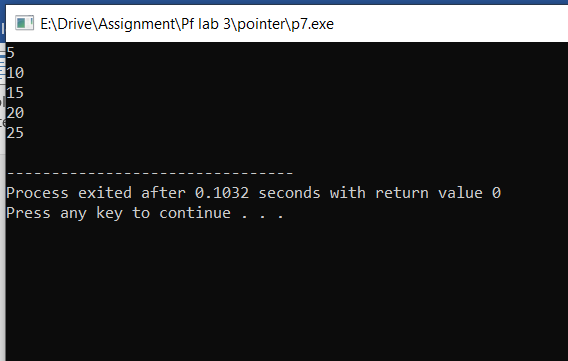 E:\Drive\Assignment\Pf lab 3\pointer\p7.exe
5
10
15
20
25
--------------------------------
Process exited after 0.1032 seconds with return value 0
Press any key to continue . . .